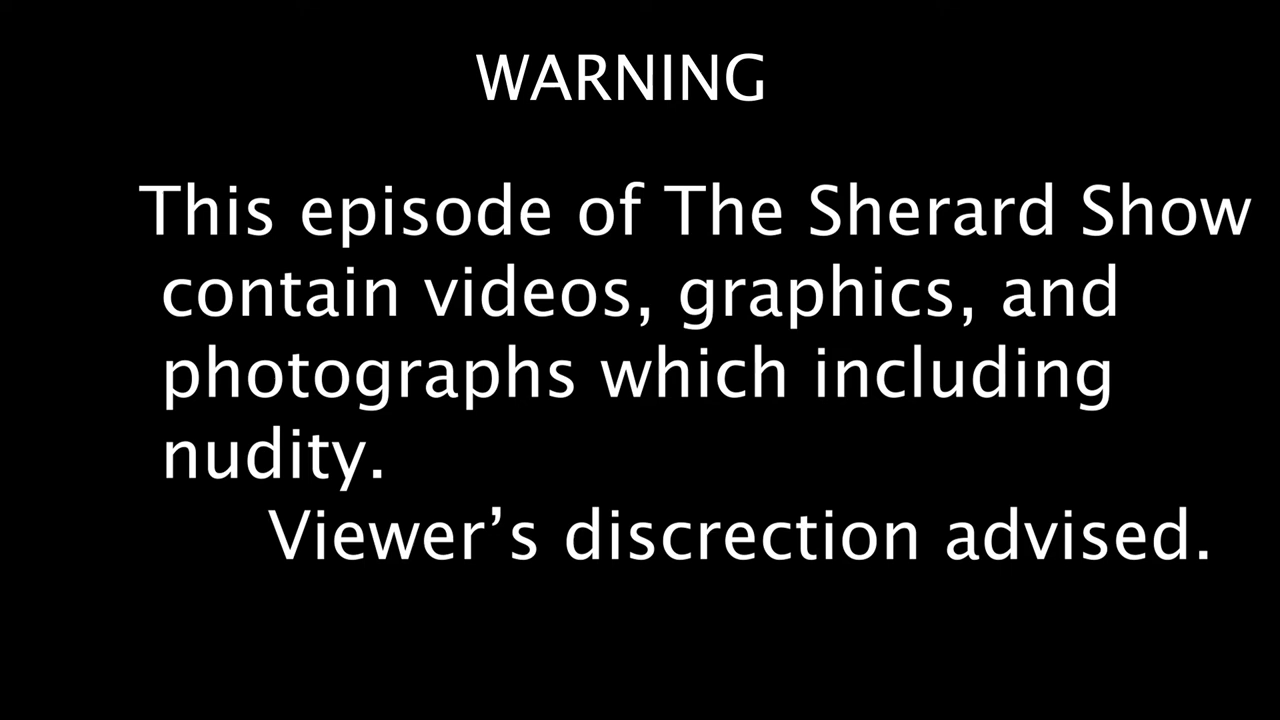 WARNING
This episode of The Sherard Show
contain videos, graphics, and
photographs which including
nudity.
Viewer’s discrection advised.